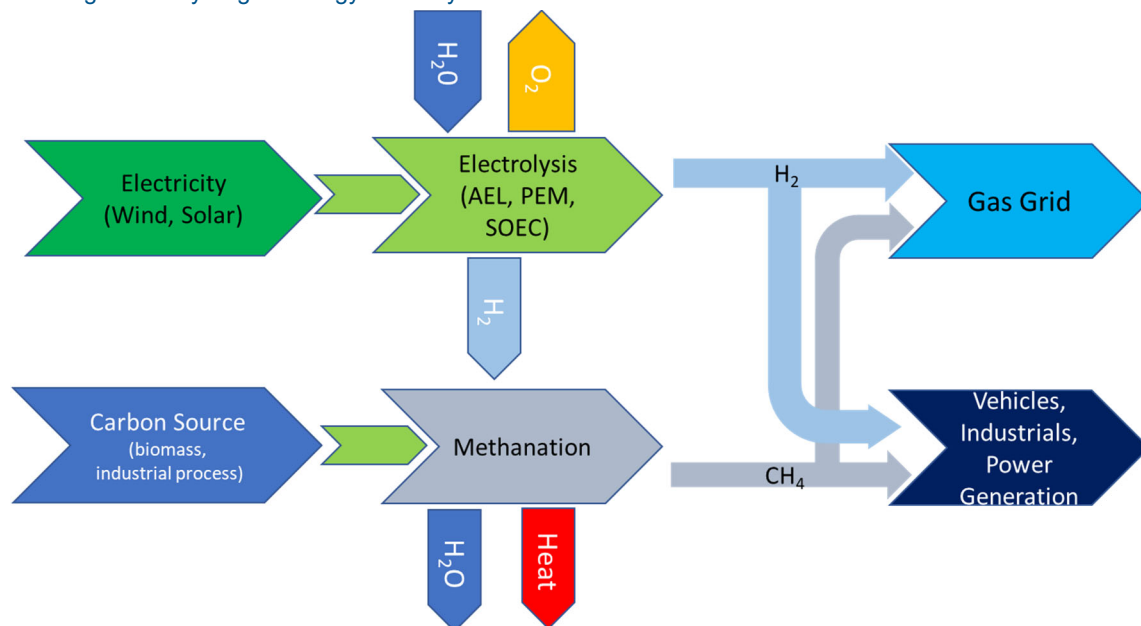 H₂0
O₂
Electricity
(Wind, Solar)
Electrolysis
(AEL, PEM,
SOEC)
H₂
Gas Grid
H₂
Carbon Source
(biomass,
industrial process)
Methanation
CH₄
Vehicles,
Industrials,
Power
Generation
H₂O
Heat